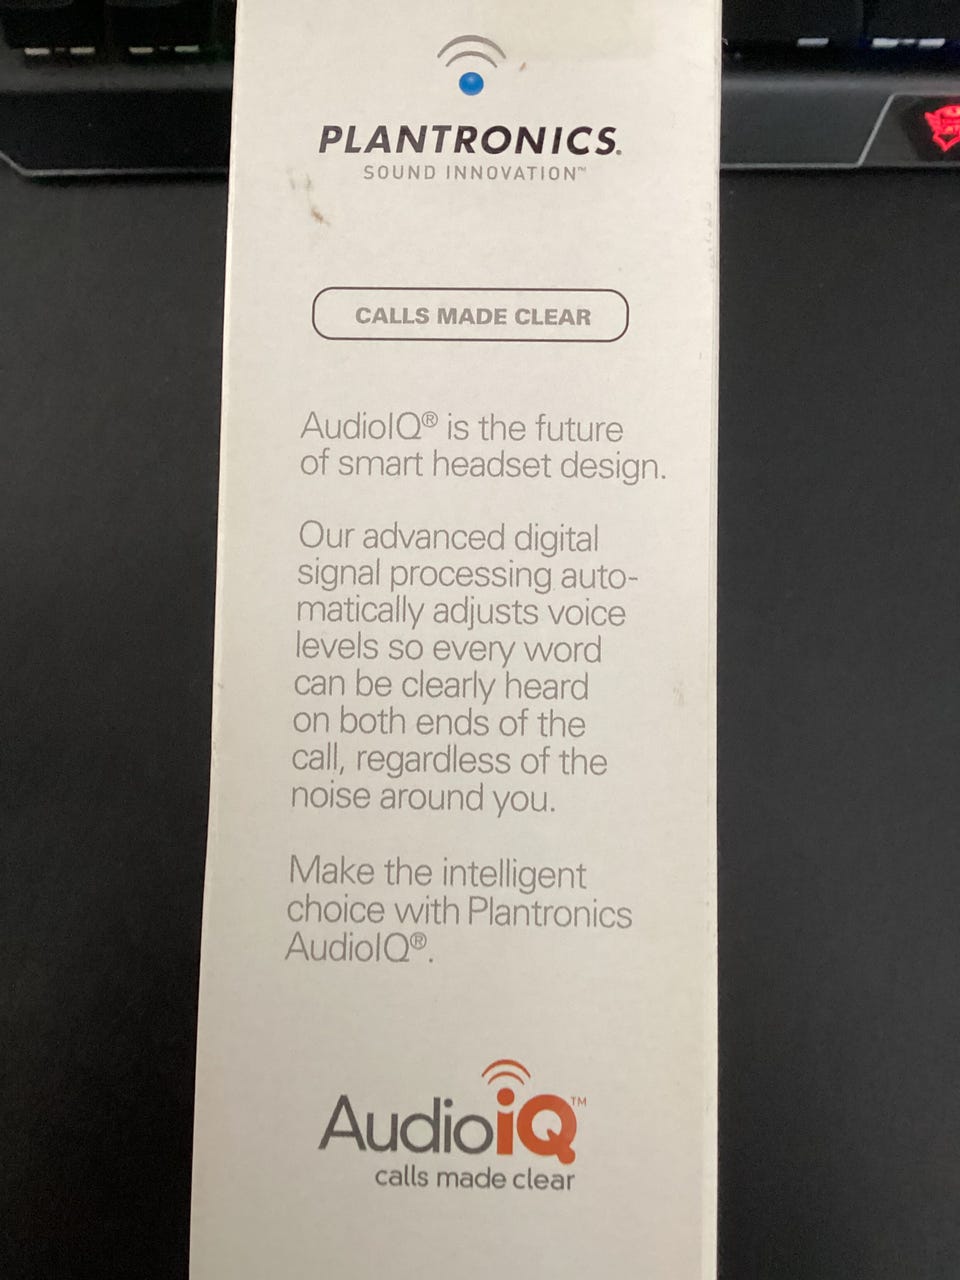 PLANTRONICS.
SOUND INNOVATION™
CALLS MADE CLEAR
AudioIQ® is the future
of smart headset design.
Our advanced digital
signal processing auto-
matically adjusts voice
levels so every word
can be clearly heard
on both ends of the
call, regardless of the
noise around you.
Make the intelligent
choice with Plantronics
AudioIQ®.
AudioiQ™
calls made clear